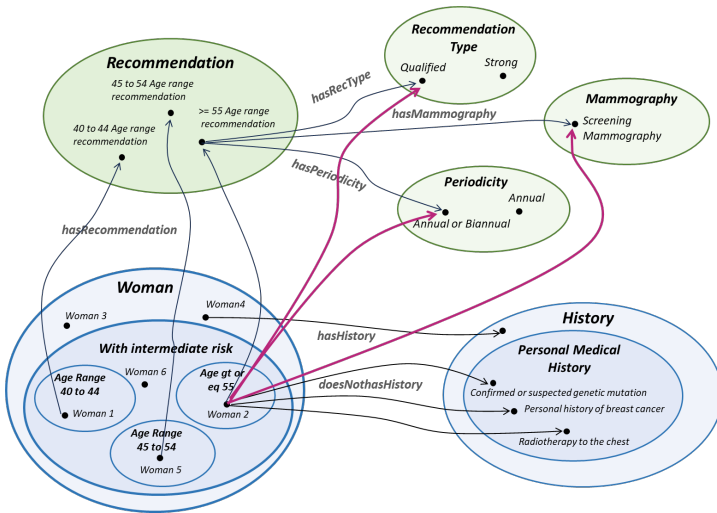 Recommendation
Type
Qualified
Strong
Recommendation
45 to 54 Age range
recommendation
>= 55 Age range
recommendation
40 to 44 Age range
recommendation
hasRecType
hasMammography
Mammography
Screening
Mammography
hasPeriodicity
Periodicity
Annual
Annual or Biannual
hasRecommendation
Woman
Woman 3
Woman4
With intermediate risk
Woman 6
Age Range
40 to 44
Woman 1
Age gt or
eq 55
Woman 2
Age Range
45 to 54
Woman 5
hasHistory
doesNothasHistory
History
Personal Medical
History
Confirmed or suspected genetic mutation
Personal history of breast cancer
Radiotherapy to the chest